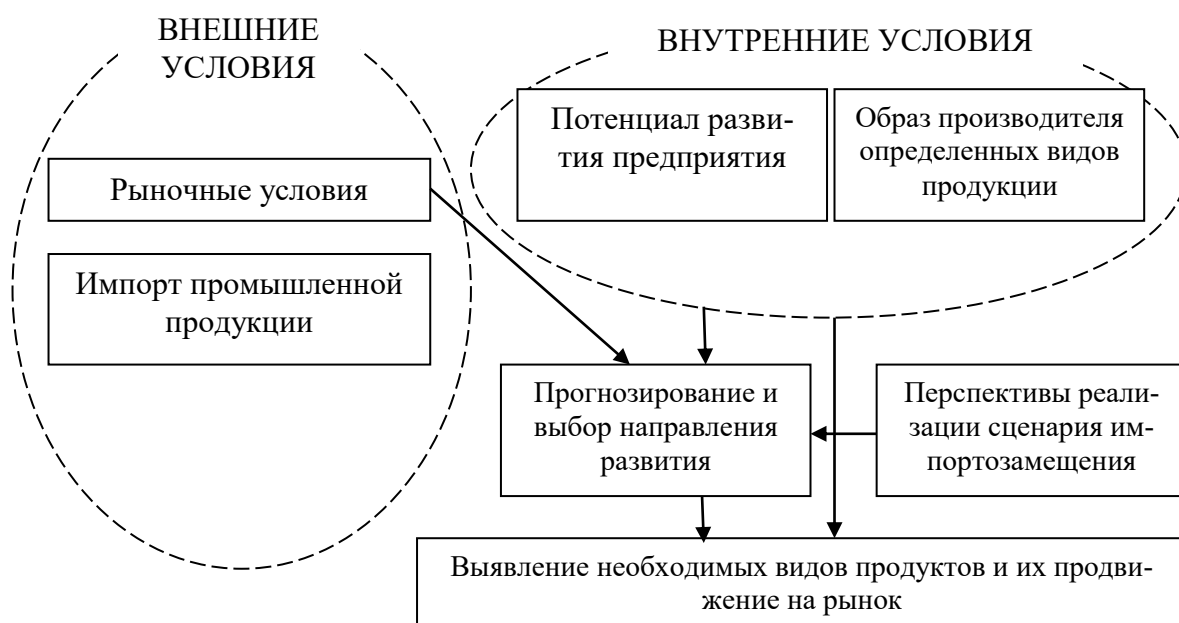 ВНЕШНИЕ
УСЛОВИЯ
ВНУТРЕННИЕ УСЛОВИЯ
Потенциал разви-
тия предприятия
Образ производителя
определенных видов
продукции
Рыночные условия
Импорт промышленной
продукции
Прогнозирование и
выбор направления
развития
Перспективы реали-
зации сценария им-
портозамещения
Выявление необходимых видов продуктов и их продви-
жение на рынок